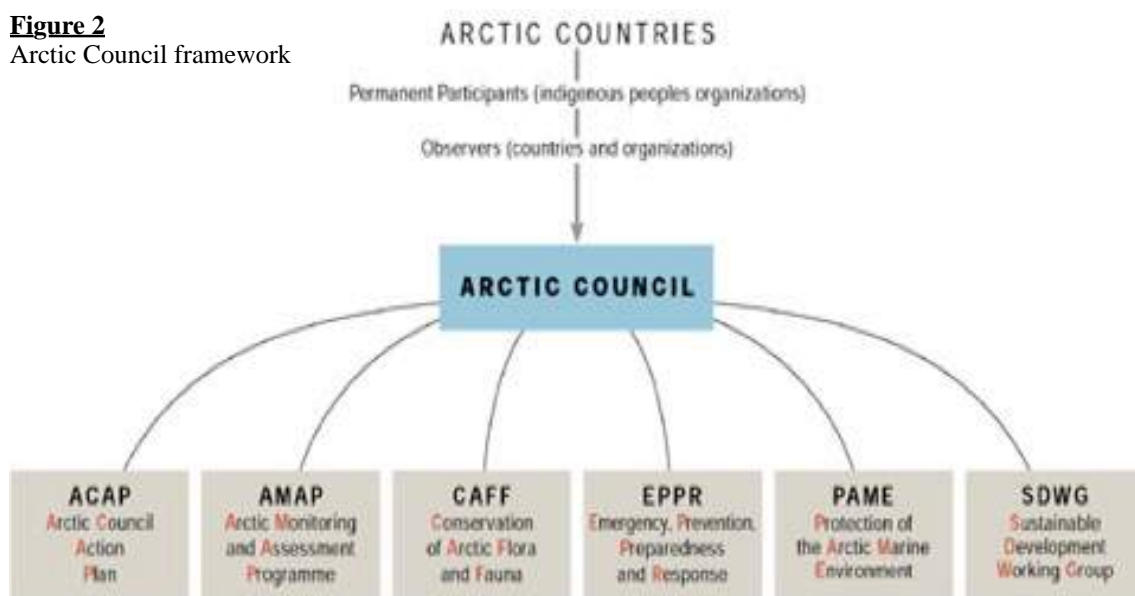 Figure 2
Arctic Council framework
ARCTIC COUNTRIES
Permanent Participants (indigenous peoples organizations)
Observers (countries and organizations)
ARCTIC COUNCIL
ACAP
Arctic Council
Action
Plan
AMAP
Arctic Monitoring
and Assessment
Programme
CAFF
Conservation
of Arctic Flora
and Fauna
EPPR
Emergency, Prevention,
Preparedness
and Response
PAME
Protection of
the Arctic Marine
Environment
SDWG
Sustainable
Development
Working Group